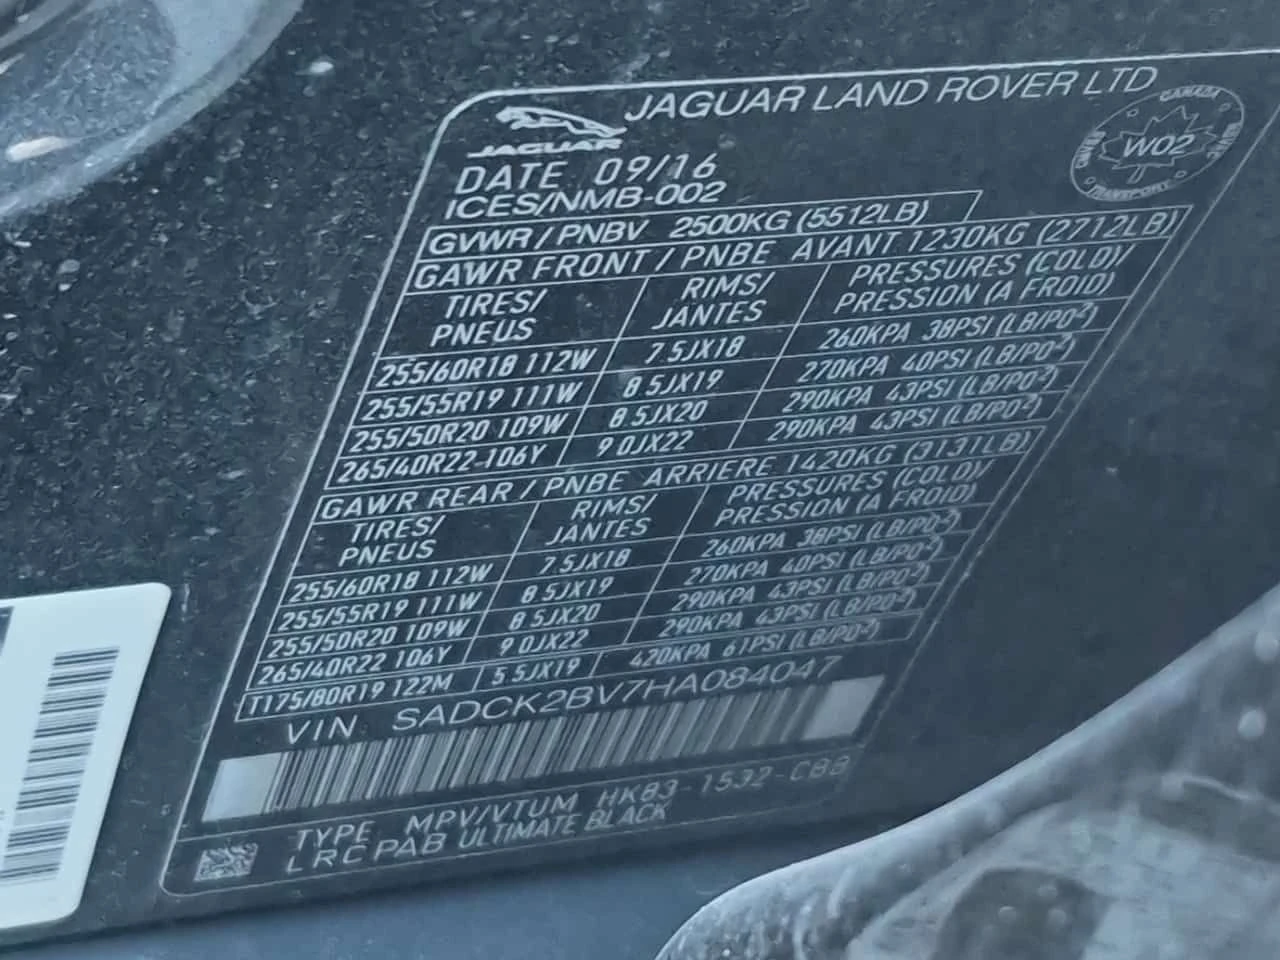 JAGUAR LAND ROVER LTD
JAGUAR
CANADA
TRANSPORT
W02
DATE 09/16
ICES/NMB-002
GVWR / PNBV 2500KG (5512LB)
GAWR FRONT / PNBE AVANT 1230KG (2712LB)
TIRES/ RIMS/ PRESSURES (COLD)/
PNEUS JANTES PRESSION (A FROID)
255/60R18 112W 7.5JX18 260KPA 38PSI (LB/PO²)
255/55R19 111W 8.5JX19 270KPA 40PSI (LB/PO²)
255/50R20 109W 8.5JX20 290KPA 43PSI (LB/PO²)
265/40R22 106Y 9.0JX22 290KPA 43PSI (LB/PO²)
GAWR REAR / PNBE ARRIERE 1420KG (3131LB)
TIRES/ RIMS/ PRESSURES (COLD)/
PNEUS JANTES PRESSION (A FROID)
255/60R18 112W 7.5JX18 260KPA 38PSI (LB/PO²)
255/55R19 111W 8.5JX19 270KPA 40PSI (LB/PO²)
255/50R20 109W 8.5JX20 290KPA 43PSI (LB/PO²)
265/40R22 106Y 9.0JX22 290KPA 43PSI (LB/PO²)
T175/80R19 122M 5.5JX19 420KPA 61PSI (LB/PO²)
VIN SADCK2BV7HA084047
TYPE MPV/VTUM HK83-1532-CBB
LRC PAB ULTIMATE BLACK